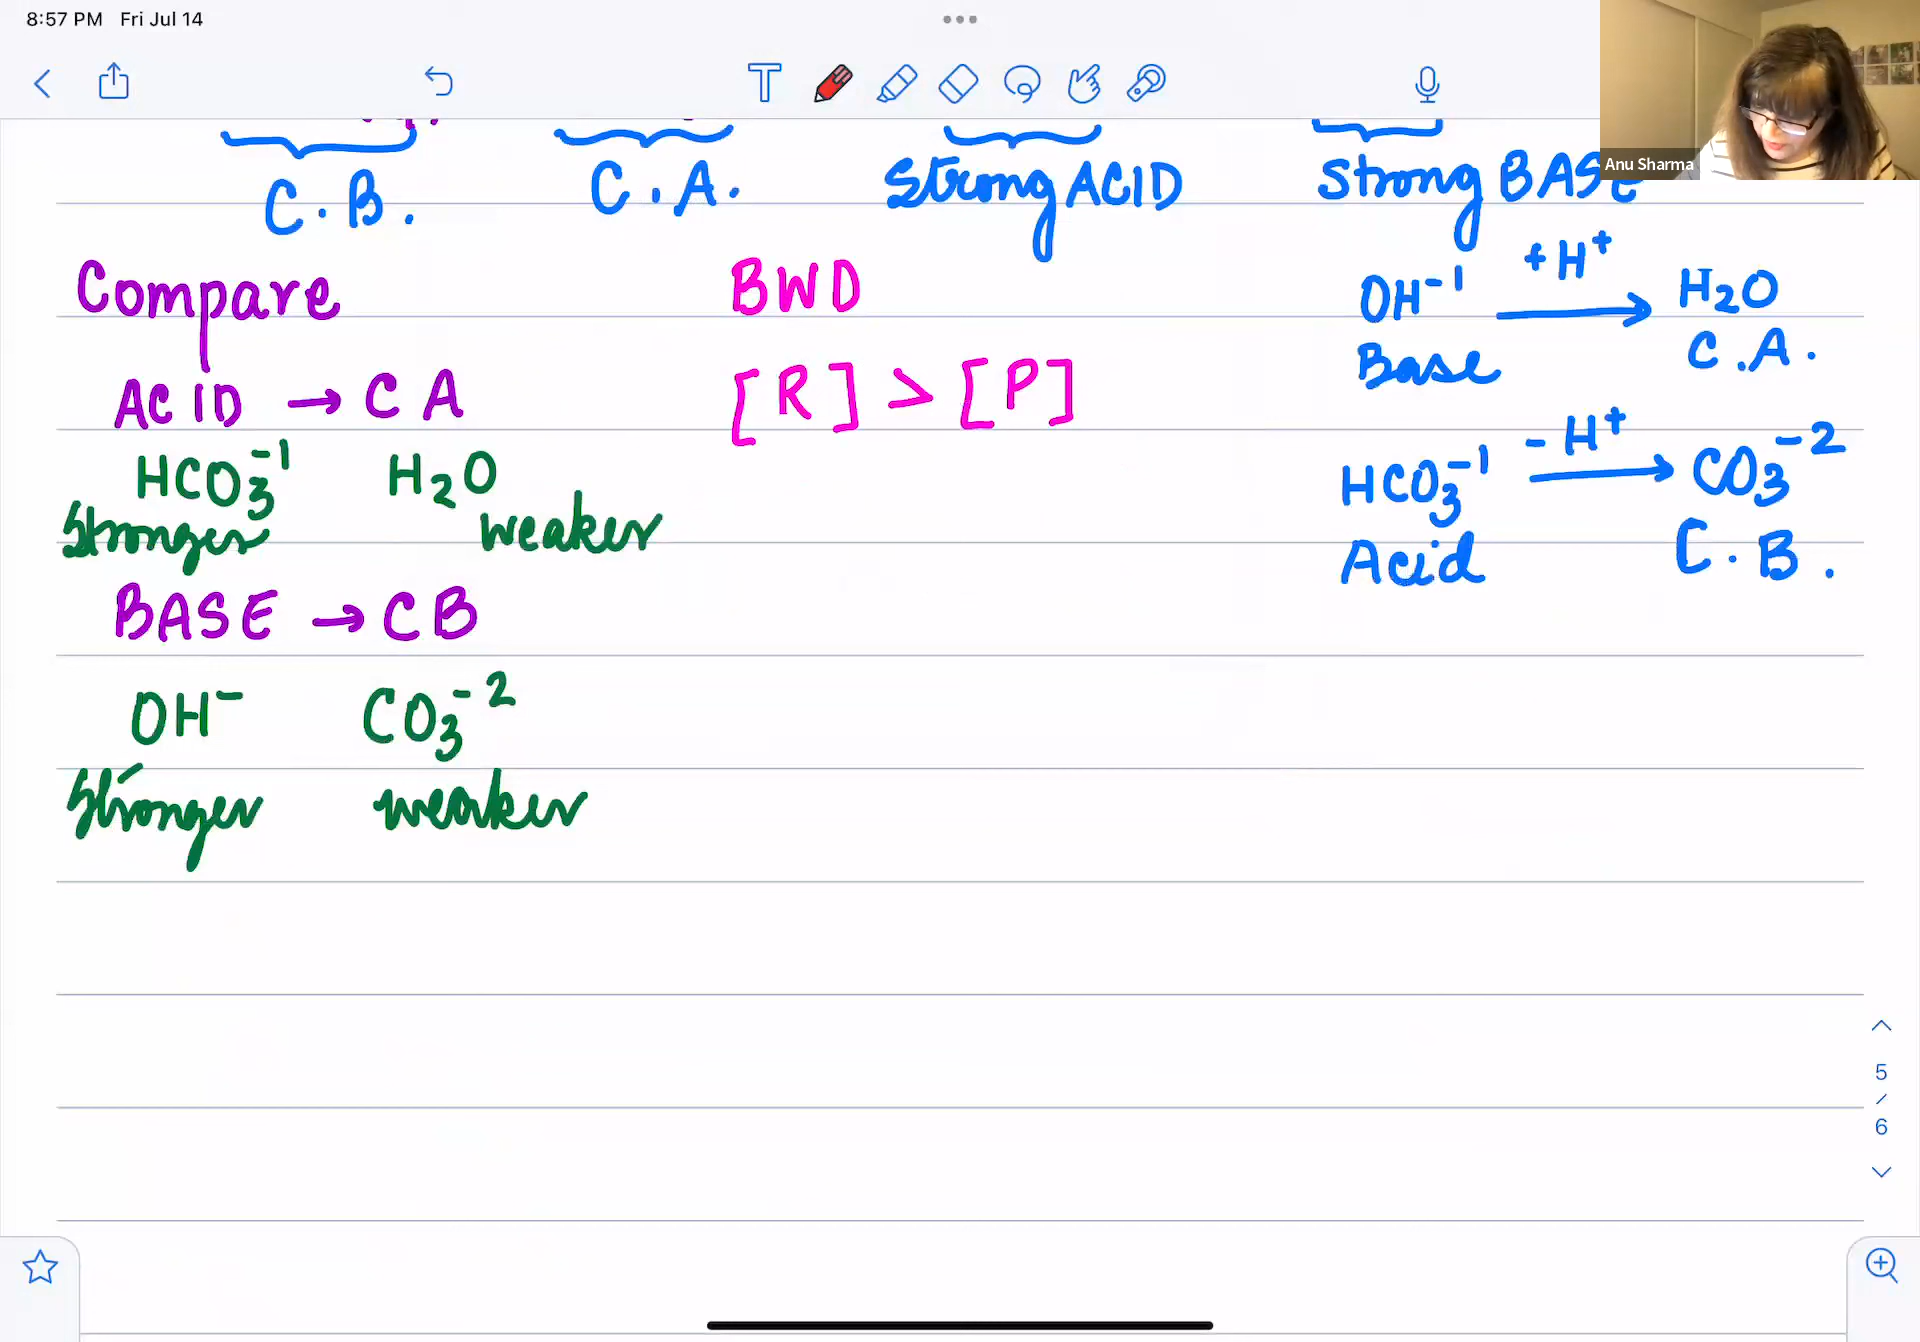 8:57 PM Fri Jul 14
Anu Sharma
C.B. C.A. Strong ACID Strong BASE
Compare BWD
ACID → CA [R] > [P]
HCO₃⁻¹ H₂O
Stronger weaker
BASE → CB
OH⁻ CO₃⁻²
Stronger weaker
+H⁺
OH⁻¹ → H₂O
Base C.A.
-H⁺
HCO₃⁻¹ → CO₃⁻²
Acid C.B.
5
/
6